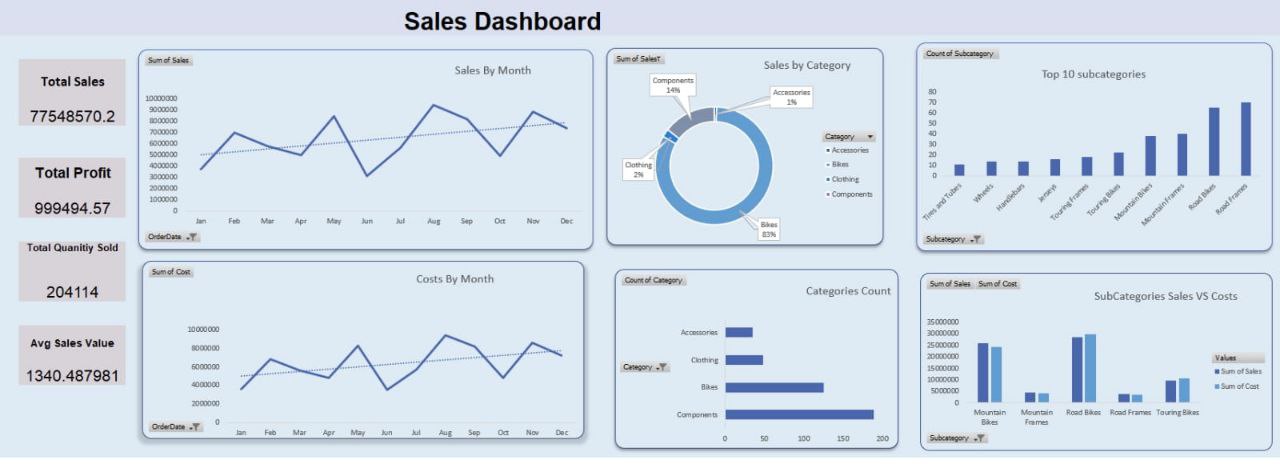 Sales Dashboard
Total Sales
77548570.2
Total Profit
999494.57
Total Quanitiy Sold
204114
Avg Sales Value
1340.487981
Sum of Sales
Sales By Month
10000000
9000000
8000000
7000000
6000000
5000000
4000000
3000000
2000000
1000000
0
Jan Feb Mar Apr May Jun Jul Aug Sep Oct Nov Dec
OrderDate
Sum of Sales
Sales by Category
Components
14%
Accessories
1%
Clothing
2%
Bikes
83%
Category
Accessories
Bikes
Clothing
Components
Count of Subcategory
Top 10 subcategories
80
70
60
50
40
30
20
10
0
Tires and Tubes Wheels Handlebars Jerseys Touring Frames Touring Bikes Mountain Bikes Mountain Frames Road Bikes Road Frames
Subcategory
Sum of Cost
Costs By Month
10000000
8000000
6000000
4000000
2000000
0
Jan Feb Mar Apr May Jun Jul Aug Sep Oct Nov Dec
OrderDate
Count of Category
Categories Count
Accessories
Clothing
Category
Bikes
Components
0 50 100 150 200
Sum of Sales Sum of Cost
SubCategories Sales VS Costs
35000000
30000000
25000000
20000000
15000000
10000000
5000000
0
Mountain Bikes
Mountain Frames
Road Bikes
Road Frames
Touring Bikes
Values
Sum of Sales
Sum of Cost
Subcategory